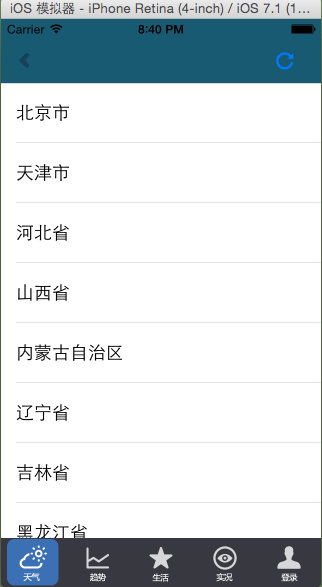 iOS 模拟器 - iPhone Retina (4-inch) / iOS 7.1 (1...
Carrier 8:40 PM
北京市
天津市
河北省
山西省
内蒙古自治区
辽宁省
吉林省
黑龙江省
天气 趋势 生活 实况 登录